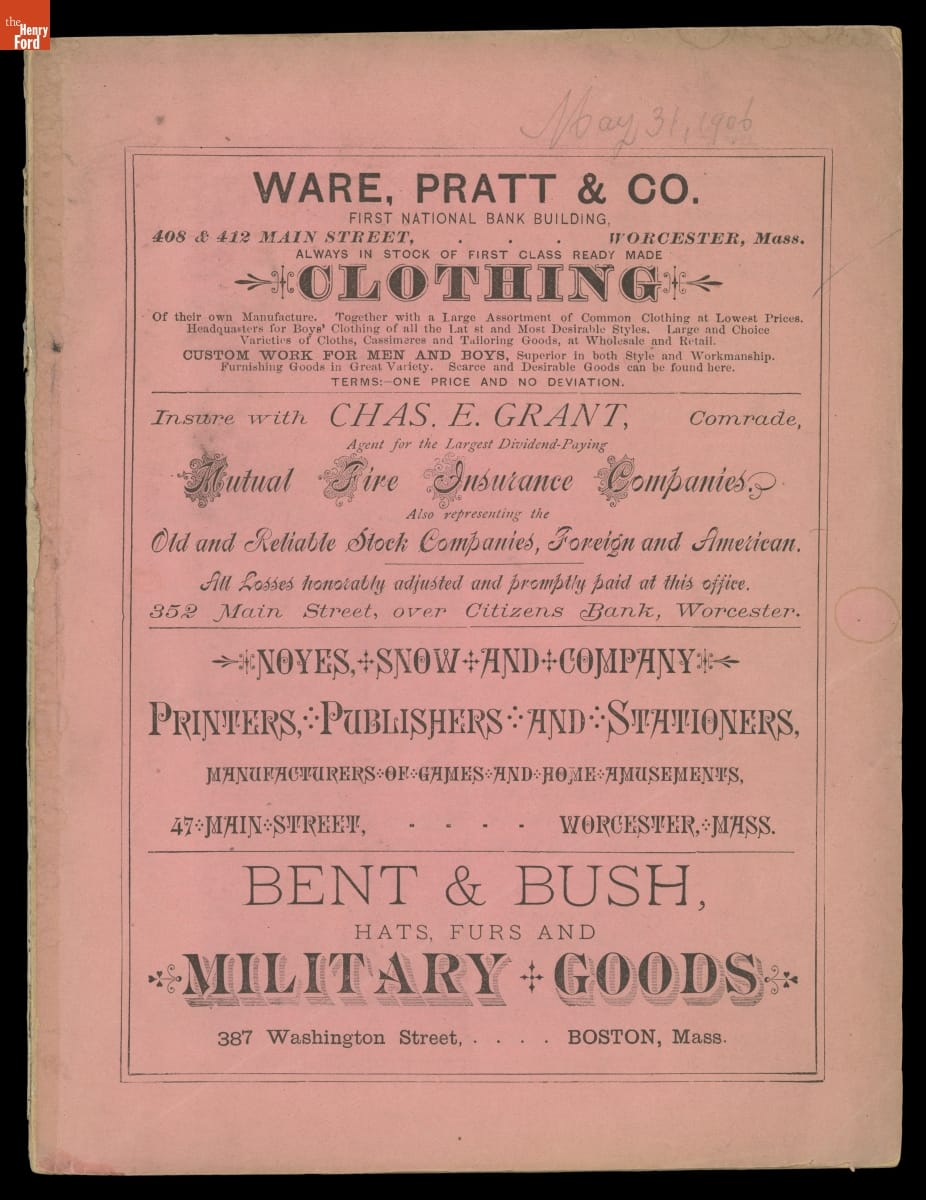 the
Henry
Ford
May 31, 1906
WARE, PRATT & CO.
FIRST NATIONAL BANK BUILDING,
408 & 412 MAIN STREET, . . . WORCESTER, Mass.
ALWAYS IN STOCK OF FIRST CLASS READY MADE
CLOTHING
Of their own Manufacture. Together with a Large Assortment of Common Clothing at Lowest Prices.
Headquarters for Boys' Clothing of all the Lat st and Most Desirable Styles. Large and Choice
Varieties of Cloths, Cassimeres and Tailoring Goods, at Wholesale and Retail.
CUSTOM WORK FOR MEN AND BOYS, Superior in both Style and Workmanship.
Furnishing Goods in Great Variety. Scarce and Desirable Goods can be found here.
TERMS:—ONE PRICE AND NO DEVIATION.
Insure with CHAS. E. GRANT, Comrade,
Agent for the Largest Dividend-Paying
Mutual Fire Insurance Companies.
Also representing the
Old and Reliable Stock Companies, Foreign and American.
All Losses honorably adjusted and promptly paid at this office.
352 Main Street, over Citizens Bank, Worcester.
NOYES, SNOW AND COMPANY
PRINTERS, PUBLISHERS AND STATIONERS,
MANUFACTURERS OF GAMES AND HOME AMUSEMENTS,
47 MAIN STREET, - - - - WORCESTER, MASS.
BENT & BUSH,
HATS, FURS AND
MILITARY GOODS
387 Washington Street, . . . . BOSTON, Mass.